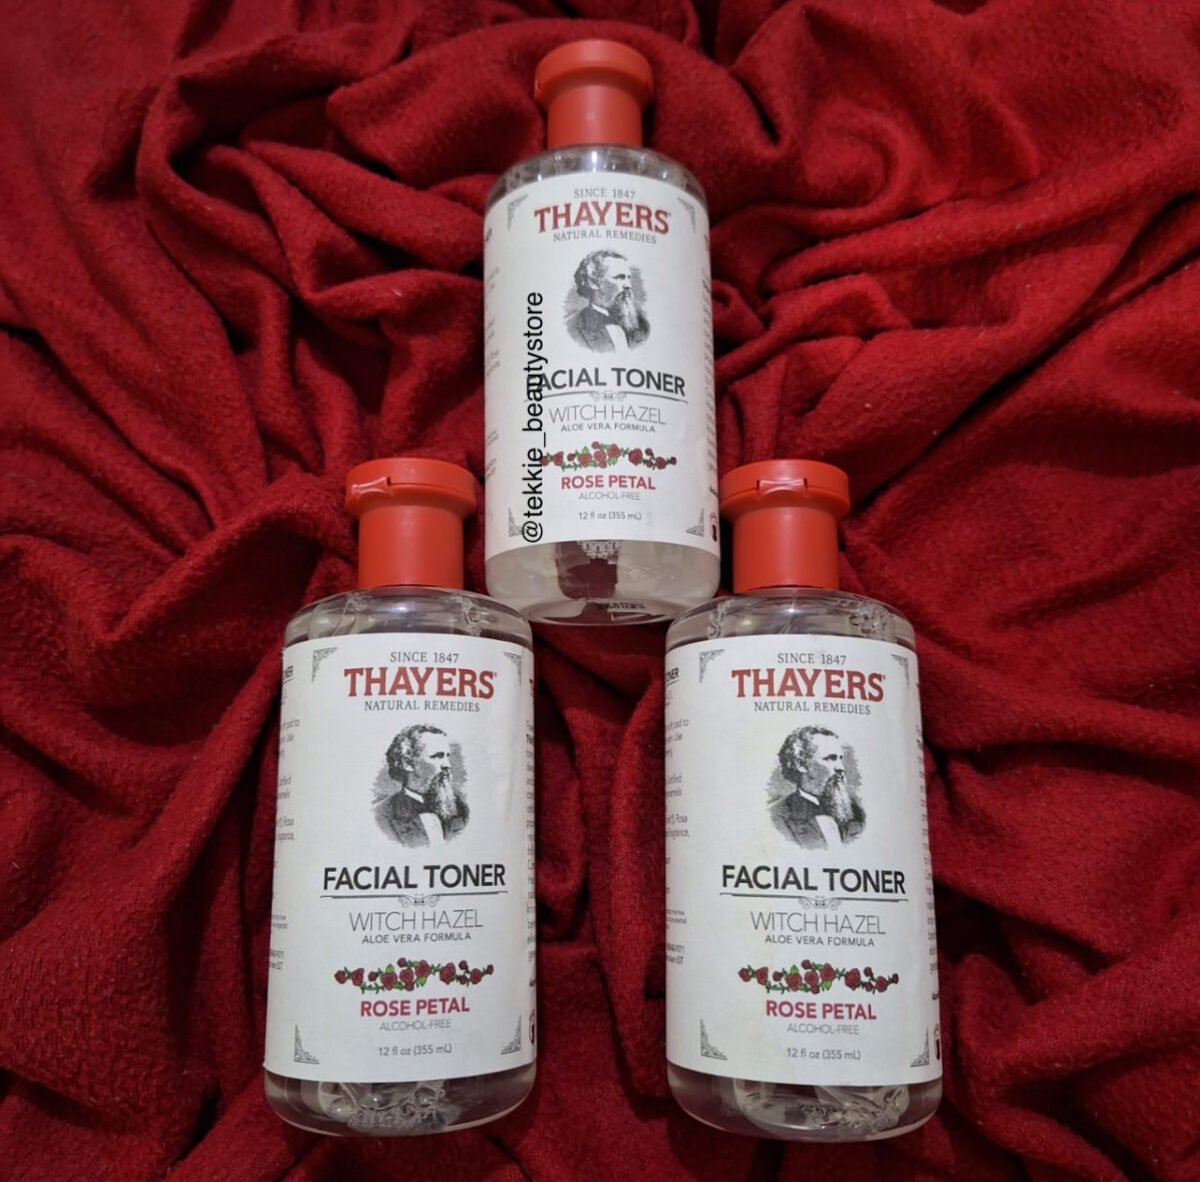 SINCE 1847
THAYERS®
NATURAL REMEDIES
@tekkie_beautystore
ACIAL TONER
WITCH HAZEL
ALOE VERA FORMULA
ROSE PETAL
ALCOHOL-FREE
12 fl oz (355 mL)
SINCE 1847
THAYERS®
NATURAL REMEDIES
FACIAL TONER
WITCH HAZEL
ALOE VERA FORMULA
ROSE PETAL
ALCOHOL-FREE
12 fl oz (355 mL)
SINCE 1847
THAYERS®
NATURAL REMEDIES
FACIAL TONER
WITCH HAZEL
ALOE VERA FORMULA
ROSE PETAL
ALCOHOL-FREE
12 fl oz (355 mL)